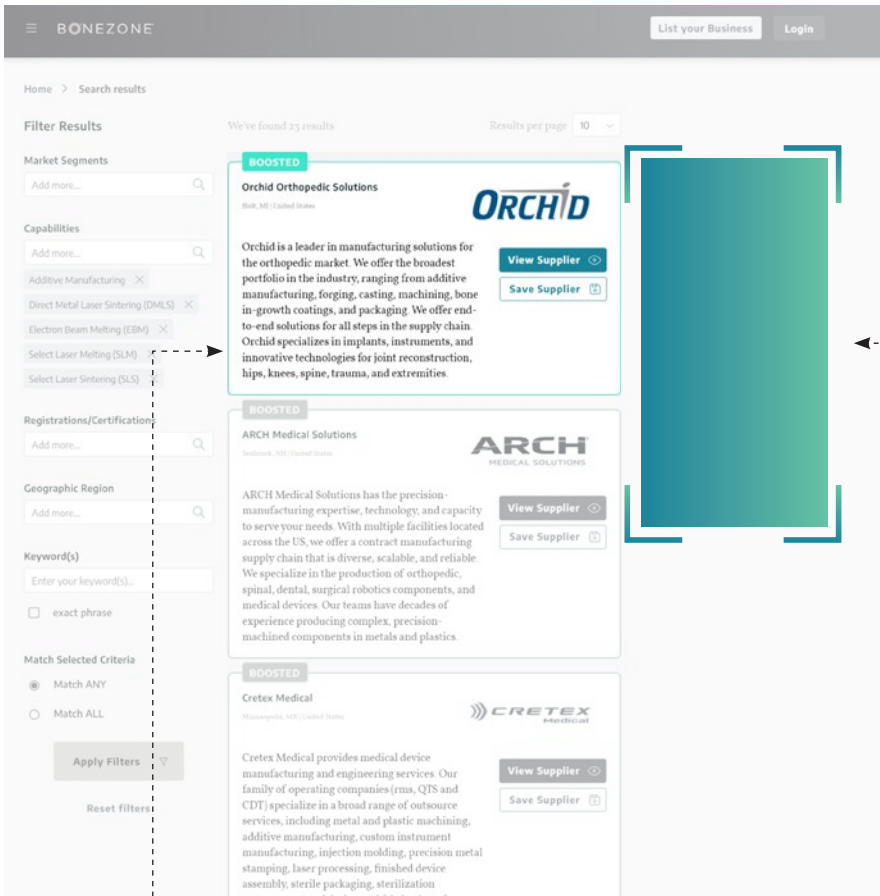 BONEZONE
List your Business
Login
Home > Search results
Filter Results
Market Segments
Add more...
Capabilities
Add more...
Additive Manufacturing
Direct Metal Laser Sintering (DMLS)
Electron Beam Melting (EBM)
Select Laser Melting (SLM)
Select Laser Sintering (SLS)
Registrations/Certifications
Add more...
Geographic Region
Add more...
Keyword(s)
Enter your keyword(s)...
exact phrase
Match Selected Criteria
Match ANY
Match ALL
Apply Filters
Reset filters
We've found 23 results
Results per page 10
BOOSTED
Orchid Orthopedic Solutions
Holt, MI | United States
ORCHID
Orchid is a leader in manufacturing solutions for
the orthopedic market. We offer the broadest
portfolio in the industry, ranging from additive
manufacturing, forging, casting, machining, bone
in-growth coatings, and packaging. We offer end-
to-end solutions for all steps in the supply chain.
Orchid specializes in implants, instruments, and
innovative technologies for joint reconstruction,
hips, knees, spine, trauma, and extremities.
View Supplier
Save Supplier
BOOSTED
ARCH Medical Solutions
Seabrook, NH | United States
ARCH
MEDICAL SOLUTIONS
ARCH Medical Solutions has the precision-
manufacturing expertise, technology, and capacity
to serve your needs. With multiple facilities located
across the US, we offer a contract manufacturing
supply chain that is diverse, scalable, and reliable.
We specialize in the production of orthopedic,
spinal, dental, surgical robotics components, and
medical devices. Our teams have decades of
experience producing complex, precision-
machined components in metals and plastics.
View Supplier
Save Supplier
BOOSTED
Cretex Medical
Minneapolis, MN | United States
CRETEX
Medical
Cretex Medical provides medical device
manufacturing and engineering services. Our
family of operating companies (rms, QTS and
CDT) specialize in a broad range of outsource
services, including metal and plastic machining,
additive manufacturing, custom instrument
manufacturing, injection molding, precision metal
stamping, laser processing, finished device
assembly, sterile packaging, sterilization
View Supplier
Save Supplier